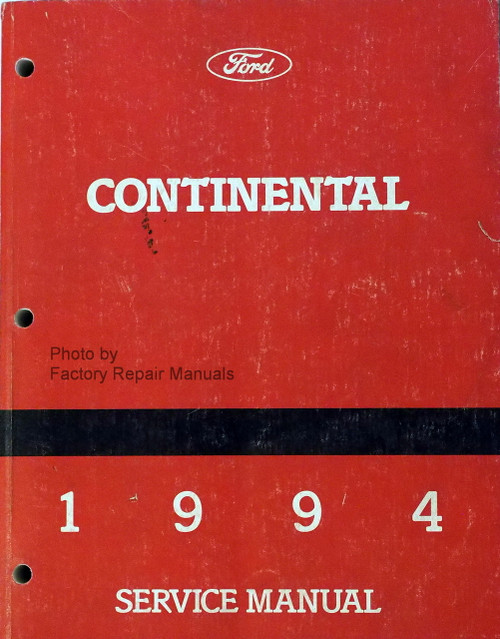 Ford
CONTINENTAL
Photo by
Factory Repair Manuals
1 9 9 4
SERVICE MANUAL